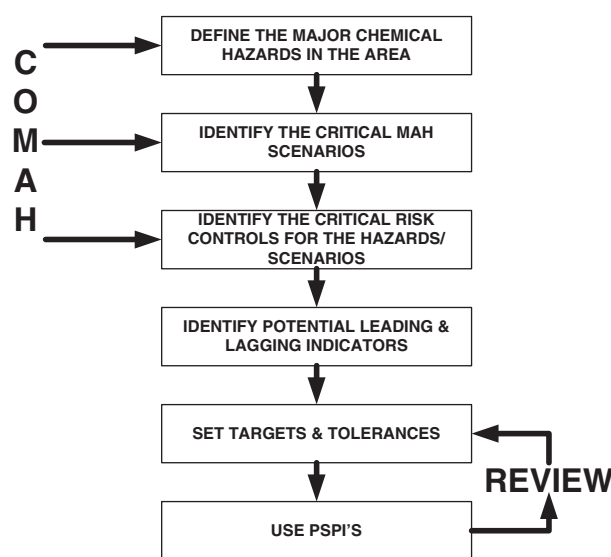 DEFINE THE MAJOR CHEMICAL
HAZARDS IN THE AREA
C
O
M
A
H
IDENTIFY THE CRITICAL MAH
SCENARIOS
IDENTIFY THE CRITICAL RISK
CONTROLS FOR THE HAZARDS/
SCENARIOS
IDENTIFY POTENTIAL LEADING &
LAGGING INDICATORS
SET TARGETS & TOLERANCES
REVIEW
USE PSPI'S